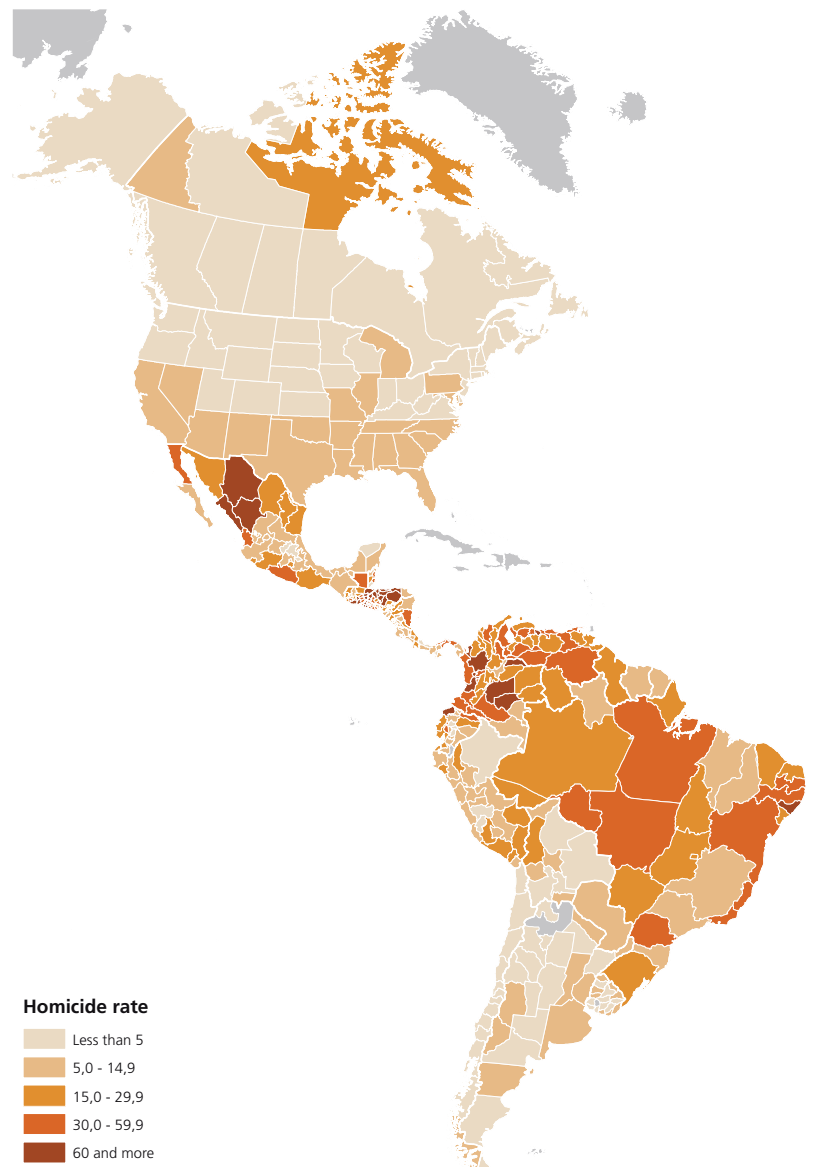 Homicide rate
Less than 5
5,0 - 14,9
15,0 - 29,9
30,0 - 59,9
60 and more